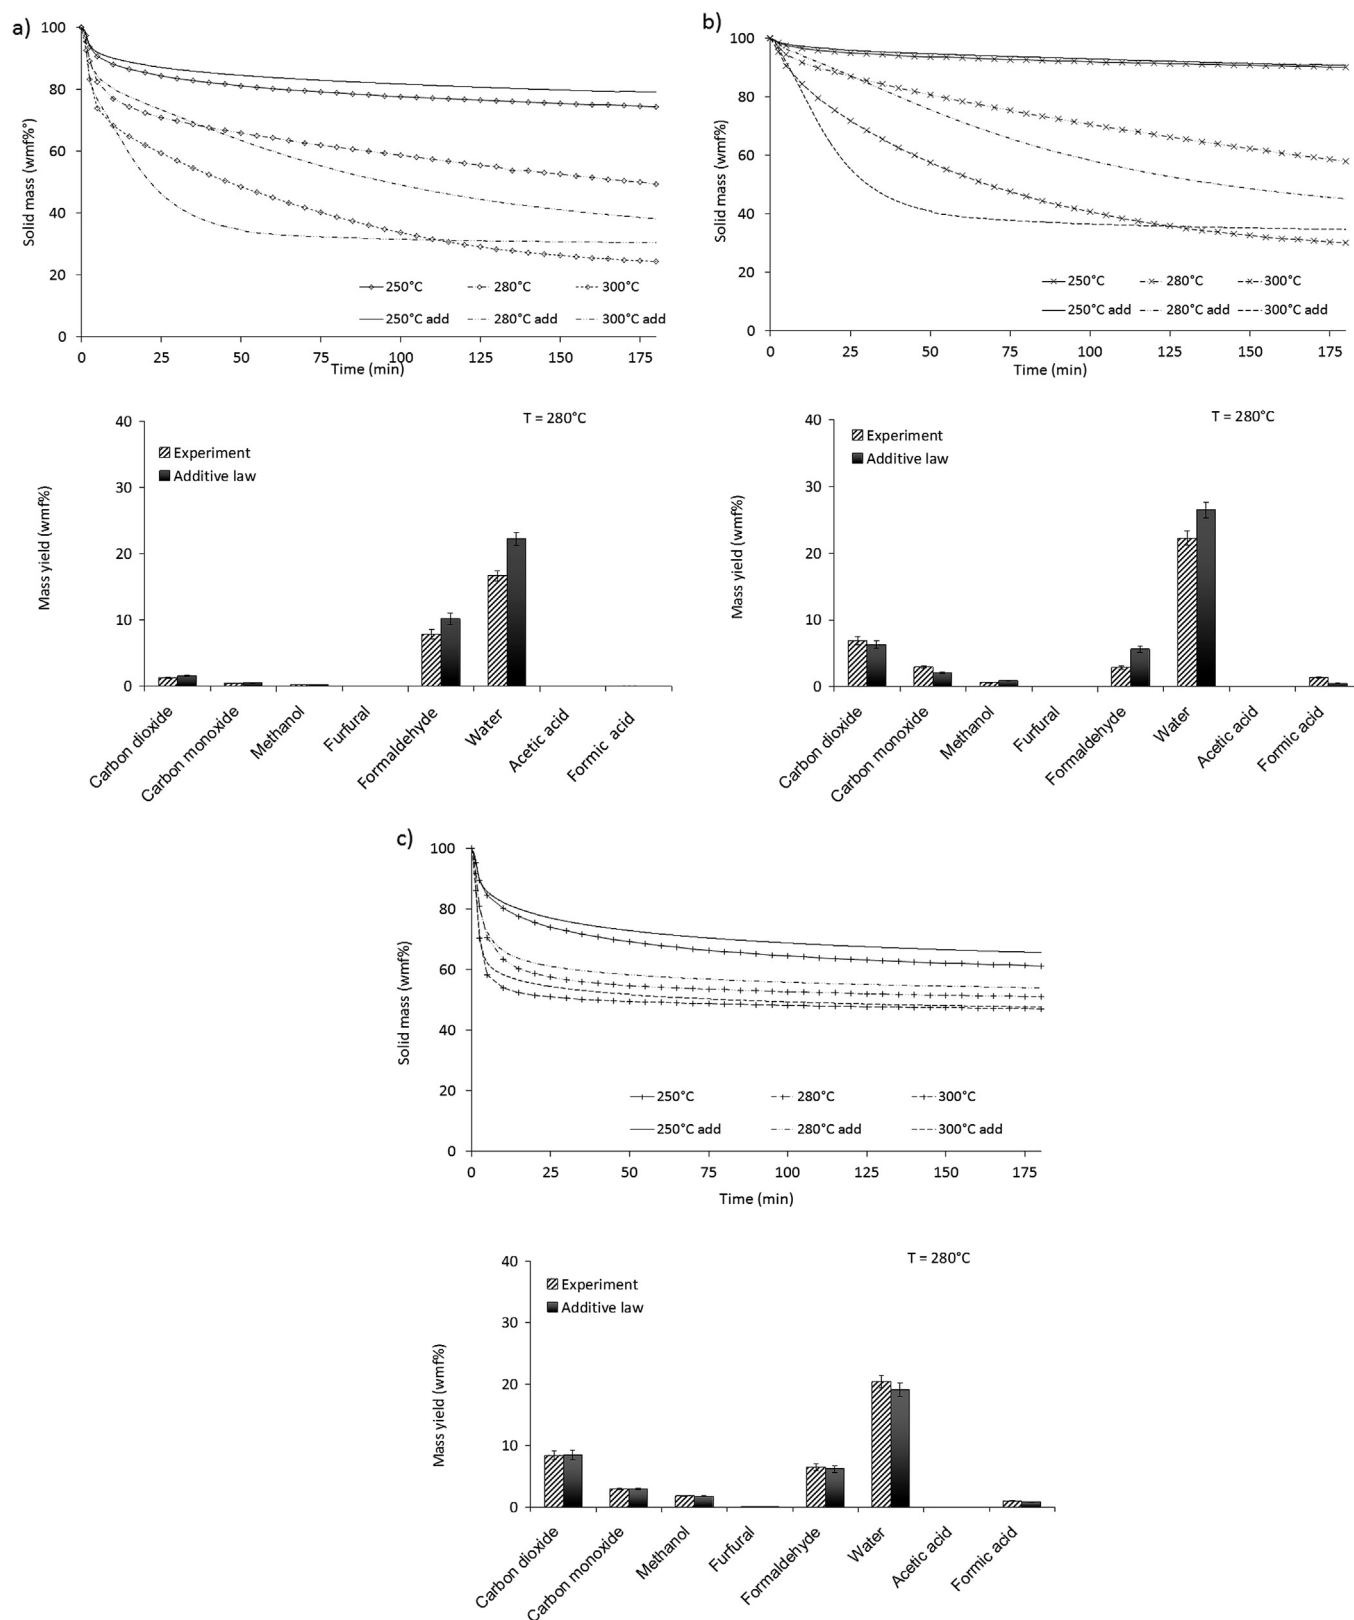 a)
100
80
60
40
20
0
Solid mass (wmf%°)
250°C 280°C 300°C
250°C add 280°C add 300°C add
0 25 50 75 100 125 150 175
Time (min)
b)
100
80
60
40
20
0
Solid mass (wmf%)
250°C 280°C 300°C
250°C add 280°C add 300°C add
0 25 50 75 100 125 150 175
Time (min)
T = 280°C
40
30
20
10
0
Mass yield (wmf%)
Experiment
Additive law
Carbon dioxide
Carbon monoxide
Methanol
Furfural
Formaldehyde
Water
Acetic acid
Formic acid
T = 280°C
40
30
20
10
0
Mass yield (wmf%)
Experiment
Additive law
Carbon dioxide
Carbon monoxide
Methanol
Furfural
Formaldehyde
Water
Acetic acid
Formic acid
c)
100
80
60
40
20
0
Solid mass (wmf%)
250°C 280°C 300°C
250°C add 280°C add 300°C add
0 25 50 75 100 125 150 175
Time (min)
T = 280°C
40
30
20
10
0
Mass yield (wmf%)
Experiment
Additive law
Carbon dioxide
Carbon monoxide
Methanol
Furfural
Formaldehyde
Water
Acetic acid
Formic acid